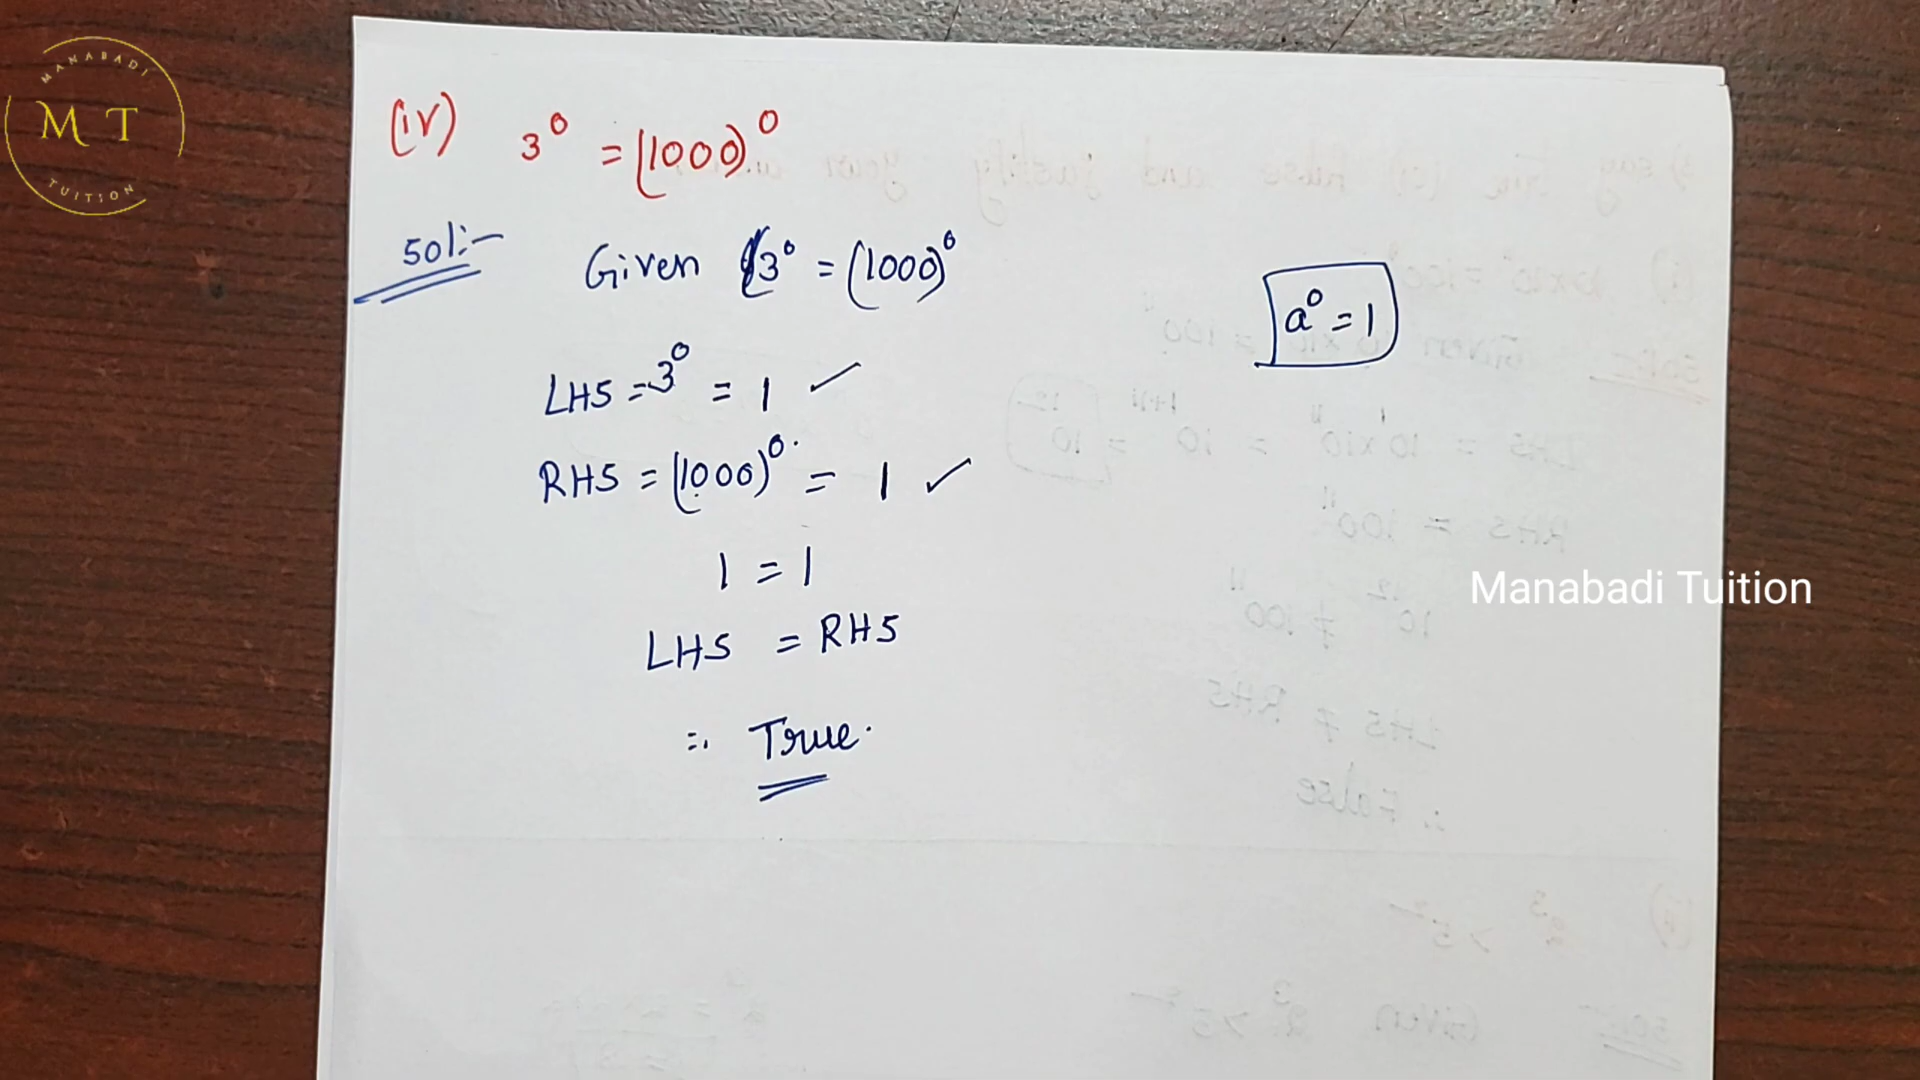 MANABADI
M T
TUITION
(iv) 3⁰ = (1000)⁰
Sol:- Given 3⁰ = (1000)⁰
a⁰ = 1
LHS = 3⁰ = 1 ✓
RHS = (1000)⁰ = 1 ✓
1 = 1
LHS = RHS
∴ True.
Manabadi Tuition